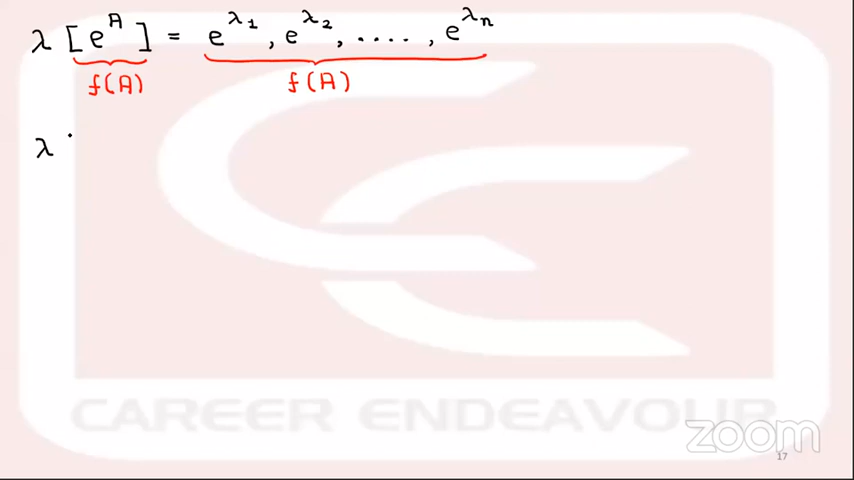 λ [e^A] = e^λ1, e^λ2, ...., e^λn
f(A) f(A)
λ
CAREER ENDEAVOUR
zoom
17